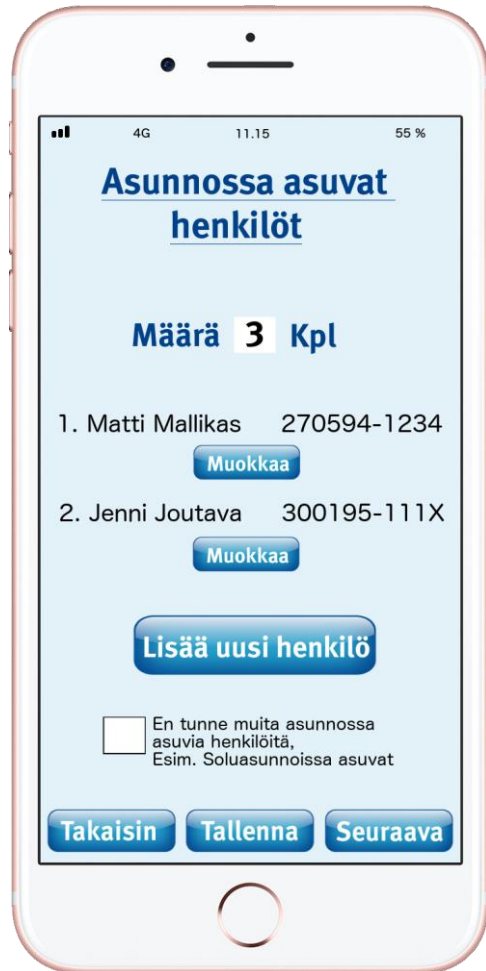 4G 11.15 55 %
Asunnossa asuvat
henkilöt
Määrä 3 Kpl
1. Matti Mallikas 270594-1234
Muokkaa
2. Jenni Joutava 300195-111X
Muokkaa
Lisää uusi henkilö
En tunne muita asunnossa
asuvia henkilöitä,
Esim. Soluasunnoissa asuvat
Takaisin Tallenna Seuraava